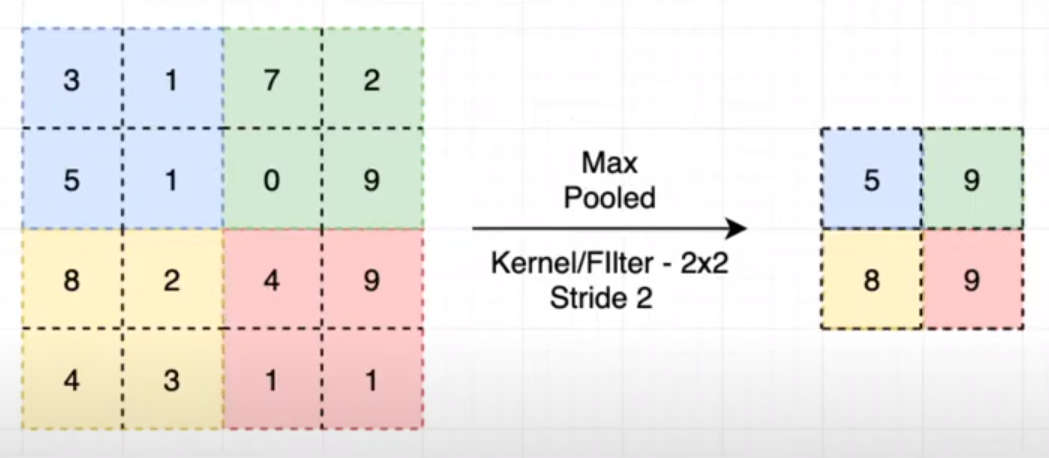 3 1 7 2
5 1 0 9
8 2 4 9
4 3 1 1
Max
Pooled
Kernel/FIlter - 2x2
Stride 2
5 9
8 9